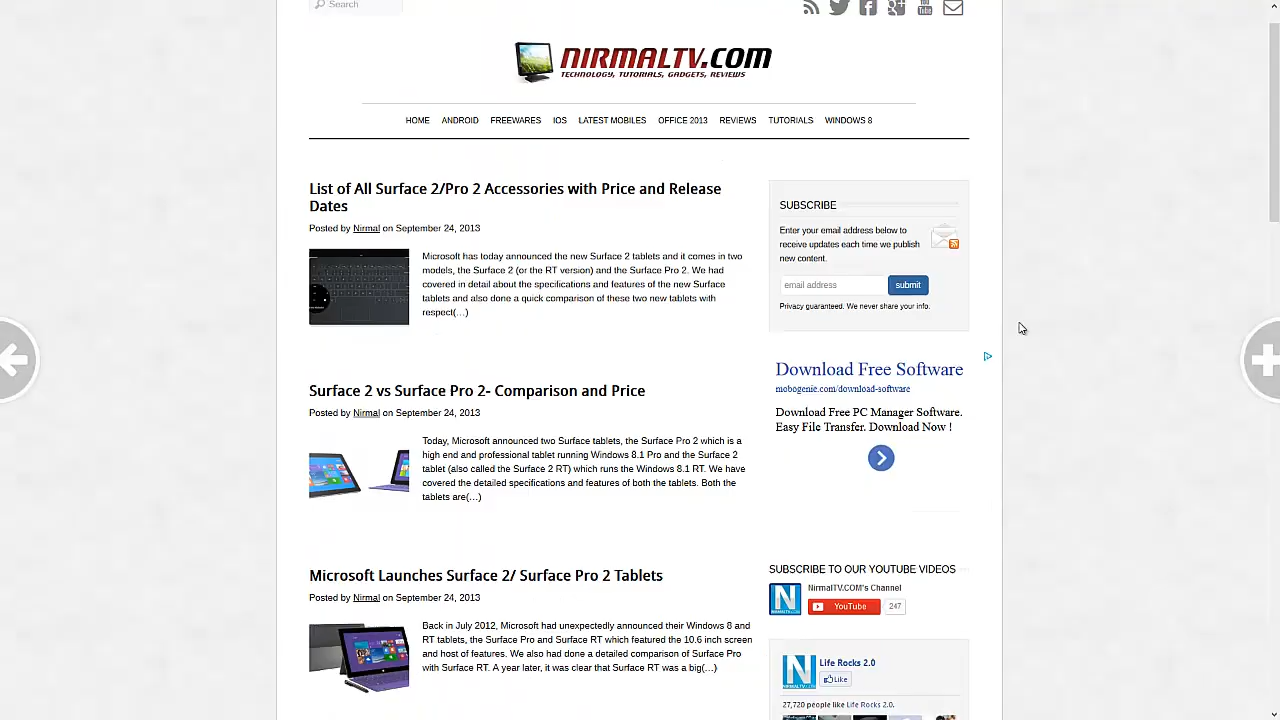 Search
NIRMALTV.COM
TECHNOLOGY, TUTORIALS, GADGETS, REVIEWS
HOME ANDROID FREEWARES IOS LATEST MOBILES OFFICE 2013 REVIEWS TUTORIALS WINDOWS 8
List of All Surface 2/Pro 2 Accessories with Price and Release
Dates
Posted by Nirmal on September 24, 2013
Microsoft has today announced the new Surface 2 tablets and it comes in two
models, the Surface 2 (or the RT version) and the Surface Pro 2. We had
covered in detail about the specifications and features of the new Surface
tablets and also done a quick comparison of these two new tablets with
respect(…)
Surface 2 vs Surface Pro 2- Comparison and Price
Posted by Nirmal on September 24, 2013
Today, Microsoft announced two Surface tablets, the Surface Pro 2 which is a
high end and professional tablet running Windows 8.1 Pro and the Surface 2
tablet (also called the Surface 2 RT) which runs the Windows 8.1 RT. We have
covered the detailed specifications and features of both the tablets. Both the
tablets are(…)
Microsoft Launches Surface 2/ Surface Pro 2 Tablets
Posted by Nirmal on September 24, 2013
Back in July 2012, Microsoft had unexpectedly announced their Windows 8 and
RT tablets, the Surface Pro and Surface RT which featured the 10.6 inch screen
and host of features. We also had done a detailed comparison of Surface Pro
with Surface RT. A year later, it was clear that Surface RT was a big(…)
SUBSCRIBE
Enter your email address below to
receive updates each time we publish
new content.
email address submit
Privacy guaranteed. We never share your info.
Download Free Software
mobogenie.com/download-software
Download Free PC Manager Software.
Easy File Transfer. Download Now !
SUBSCRIBE TO OUR YOUTUBE VIDEOS
NirmalTV.COM's Channel
YouTube 247
Life Rocks 2.0
Like
27,720 people like Life Rocks 2.0.